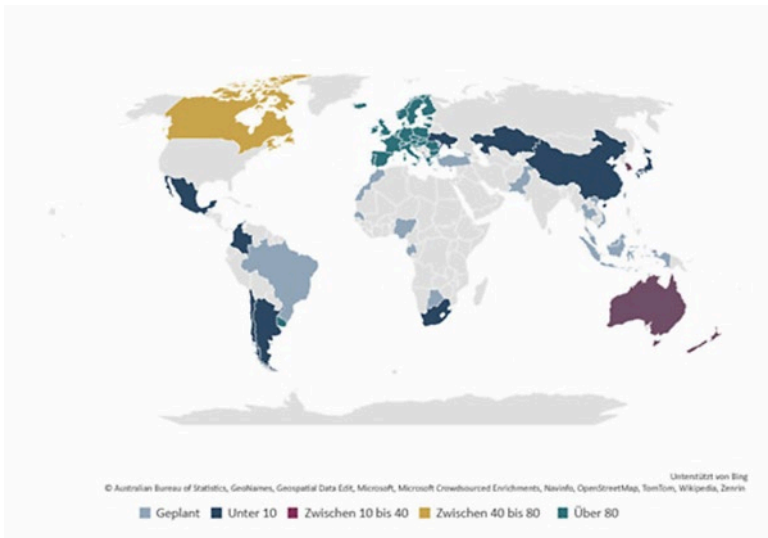 Unterstützt von Bing
© Australian Bureau of Statistics, GeoNames, Geospatial Data Edit, Microsoft, Microsoft Crowdsourced Enrichments, Navinfo, OpenStreetMap, TomTom, Wikipedia, Zenrin
Geplant Unter 10 Zwischen 10 bis 40 Zwischen 40 bis 80 Über 80